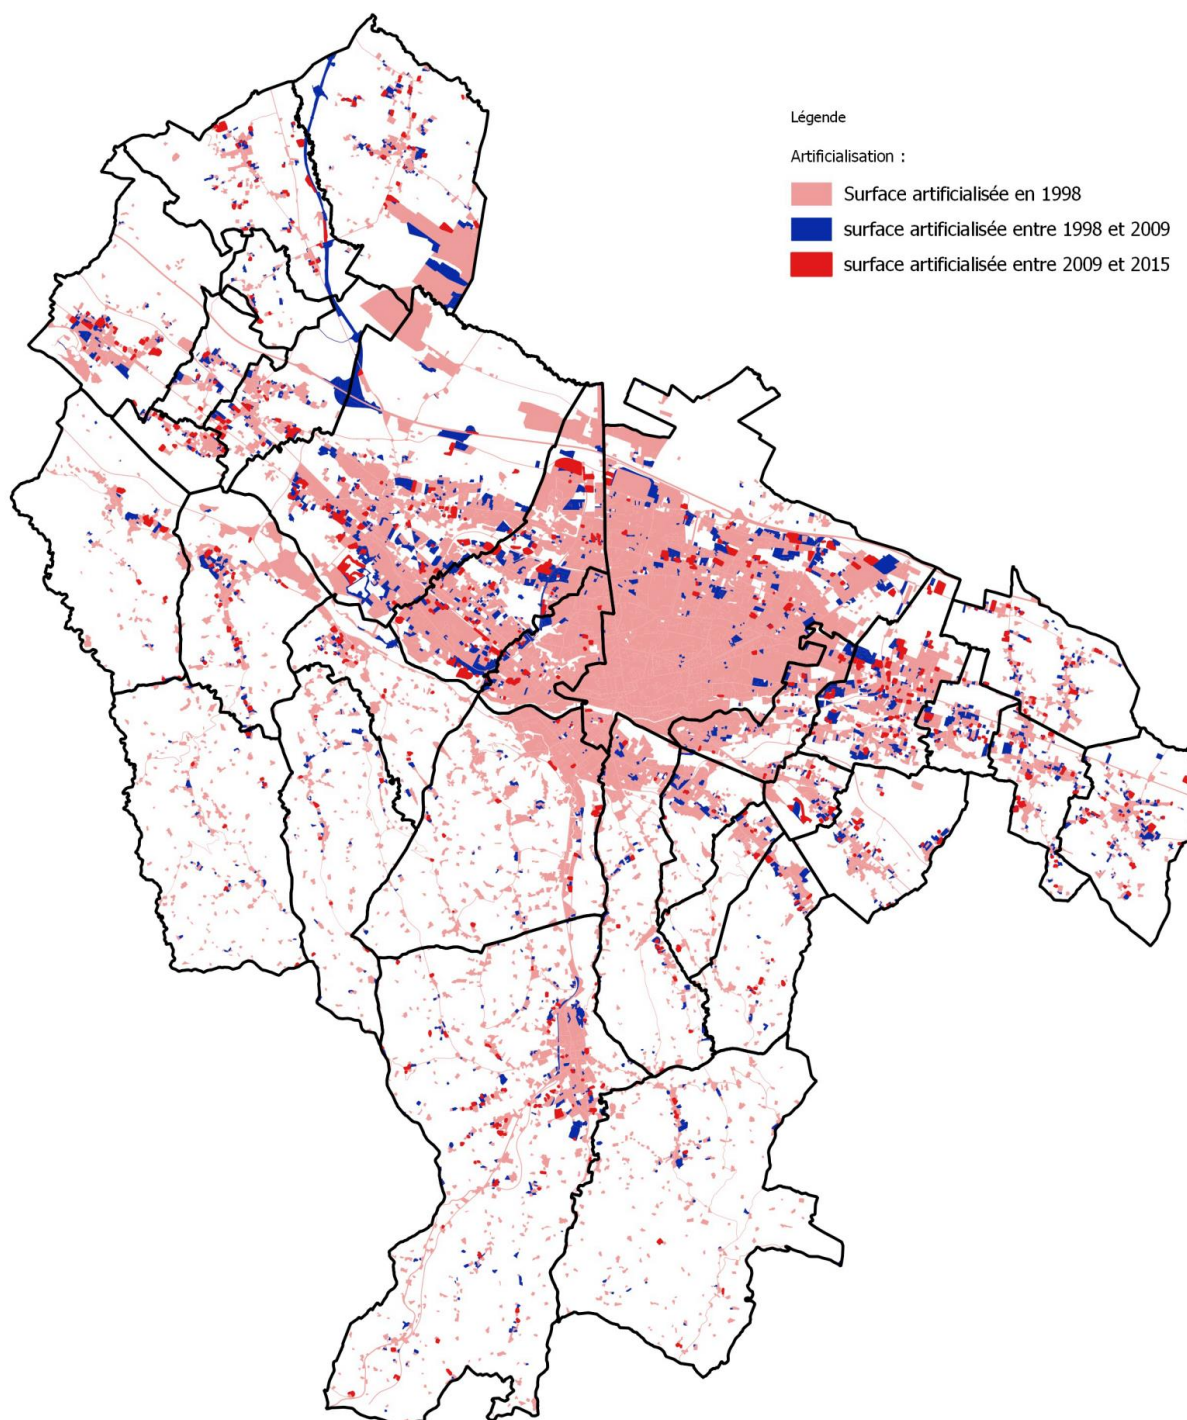 Légende
Artificialisation :
Surface artificialisée en 1998
surface artificialisée entre 1998 et 2009
surface artificialisée entre 2009 et 2015